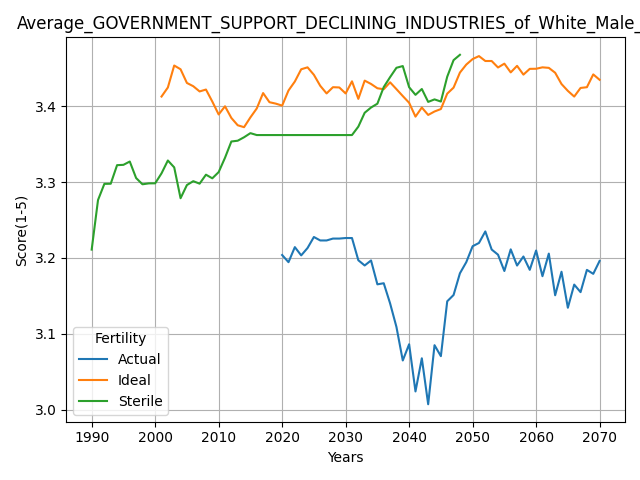 Average_GOVERNMENT_SUPPORT_DECLINING_INDUSTRIES_of_White_Male_
Score(1-5)
3.4
3.3
3.2
3.1
3.0
Fertility
Actual
Ideal
Sterile
1990 2000 2010 2020 2030 2040 2050 2060 2070
Years